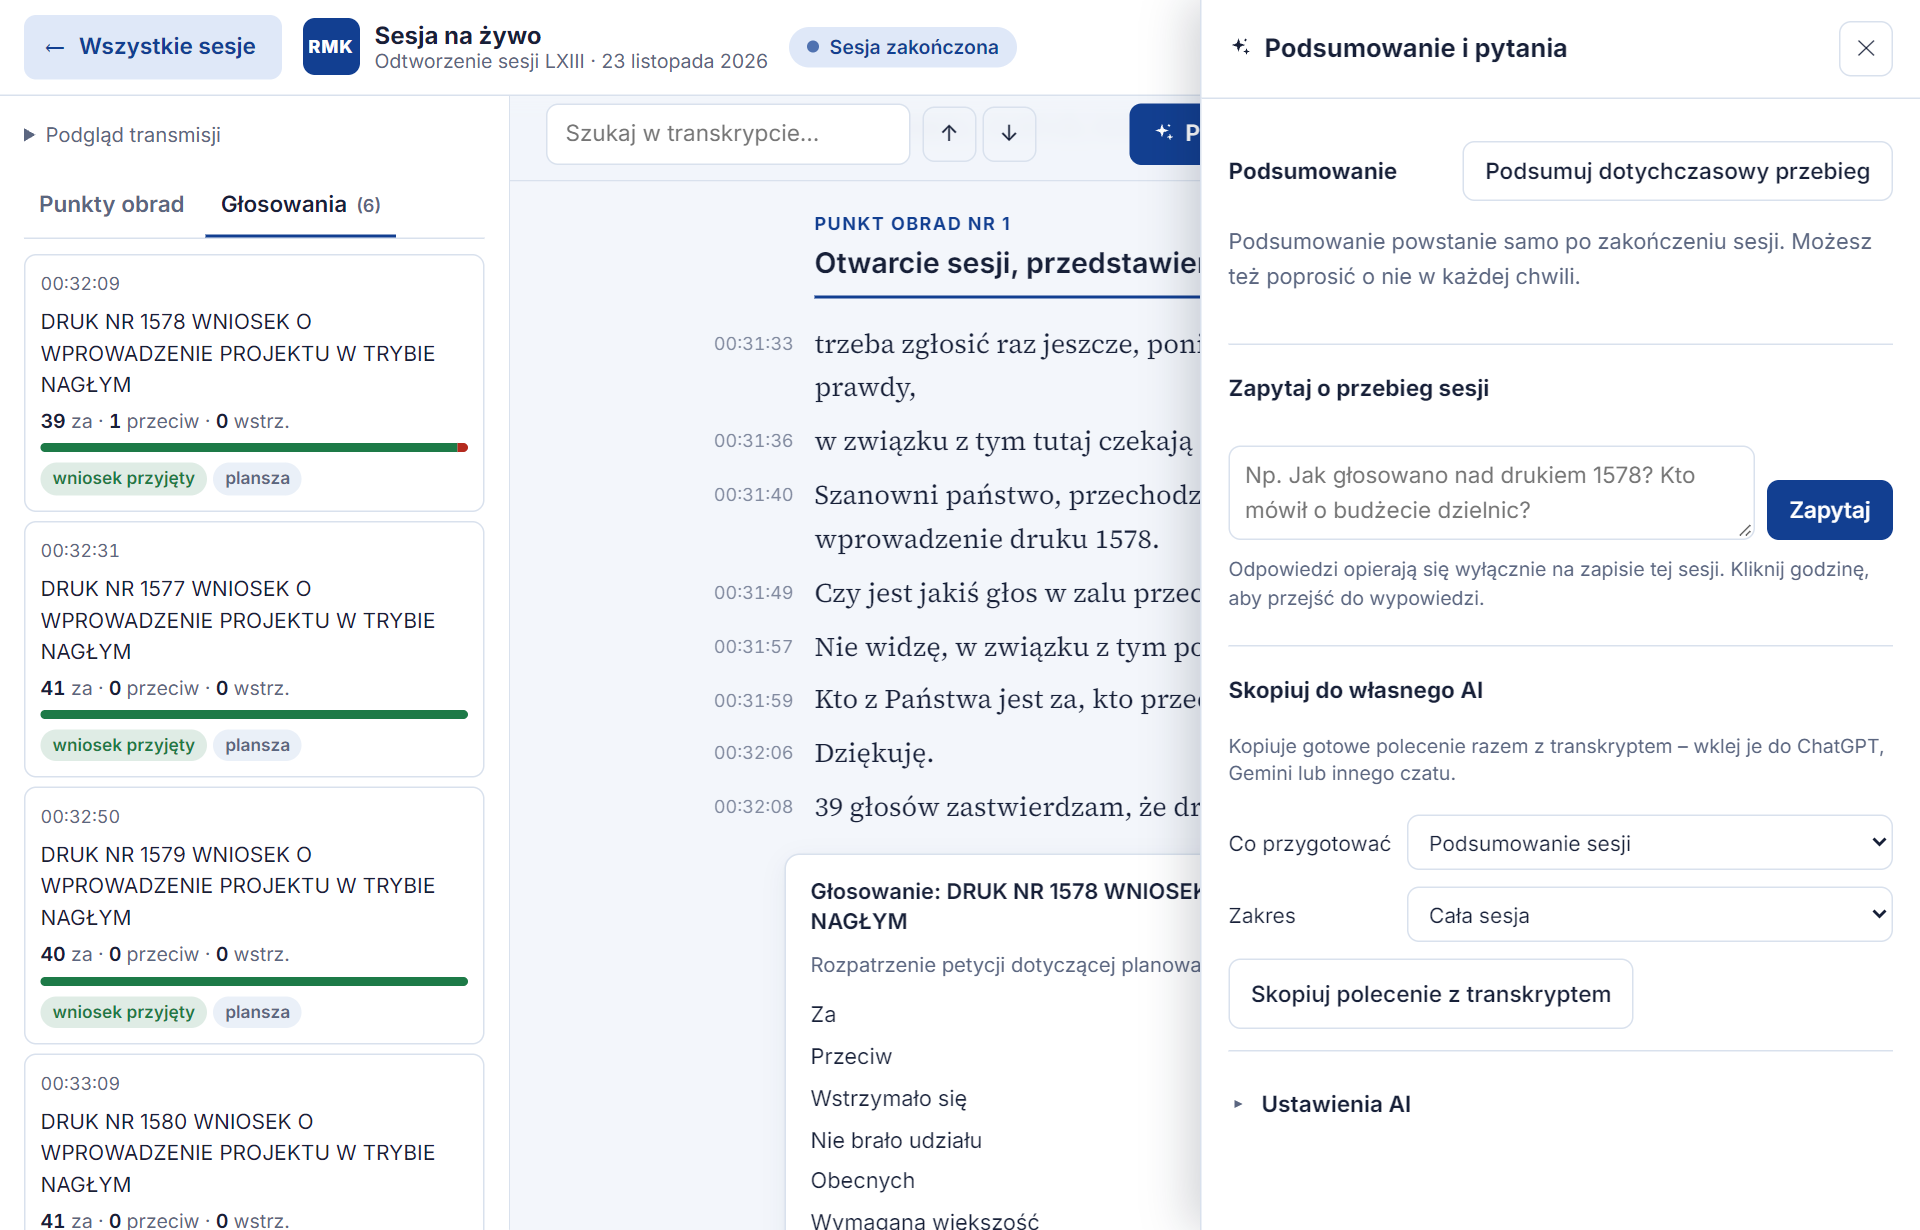 ← Wszystkie sesje
RMK
Sesja na żywo
Odtworzenie sesji LXIII · 23 listopada 2026
Sesja zakończona
Podgląd transmisji
Punkty obrad
Głosowania (6)
00:32:09
DRUK NR 1578 WNIOSEK O
WPROWADZENIE PROJEKTU W TRYBIE
NAGŁYM
39 za · 1 przeciw · 0 wstrz.
wniosek przyjęty
plansza
00:32:31
DRUK NR 1577 WNIOSEK O
WPROWADZENIE PROJEKTU W TRYBIE
NAGŁYM
41 za · 0 przeciw · 0 wstrz.
wniosek przyjęty
plansza
00:32:50
DRUK NR 1579 WNIOSEK O
WPROWADZENIE PROJEKTU W TRYBIE
NAGŁYM
40 za · 0 przeciw · 0 wstrz.
wniosek przyjęty
plansza
00:33:09
DRUK NR 1580 WNIOSEK O
WPROWADZENIE PROJEKTU W TRYBIE
NAGŁYM
41 za · 0 przeciw · 0 wstrz.
Szukaj w transkrypcie...
P
PUNKT OBRAD NR 1
Otwarcie sesji, przedstawie
00:31:33 trzeba zgłosić raz jeszcze, poni
prawdy,
00:31:36 w związku z tym tutaj czekają
00:31:40 Szanowni państwo, przechodz
wprowadzenie druku 1578.
00:31:49 Czy jest jakiś głos w zalu przec
00:31:57 Nie widzę, w związku z tym po
00:31:59 Kto z Państwa jest za, kto prze
00:32:06 Dziękuję.
00:32:08 39 głosów zastwierdzam, że dr
Głosowanie: DRUK NR 1578 WNIOSEK
NAGŁYM
Rozpatrzenie petycji dotyczącej planowa
Za
Przeciw
Wstrzymało się
Nie brało udziału
Obecnych
Wymagana większość
Podsumowanie i pytania
Podsumowanie
Podsumuj dotychczasowy przebieg
Podsumowanie powstanie samo po zakończeniu sesji. Możesz
też poprosić o nie w każdej chwili.
Zapytaj o przebieg sesji
Np. Jak głosowano nad drukiem 1578? Kto
mówił o budżecie dzielnic?
Zapytaj
Odpowiedzi opierają się wyłącznie na zapisie tej sesji. Kliknij godzinę,
aby przejść do wypowiedzi.
Skopiuj do własnego AI
Kopiuje gotowe polecenie razem z transkryptem – wklej je do ChatGPT,
Gemini lub innego czatu.
Co przygotować
Podsumowanie sesji
Zakres
Cała sesja
Skopiuj polecenie z transkryptem
Ustawienia AI